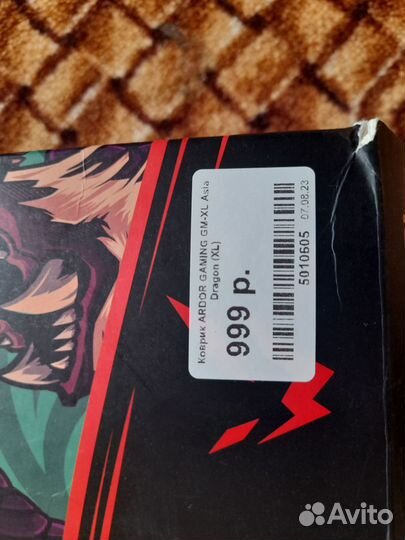 Коврик ARDOR GAMING GM-XL Asia
Dragon (XL)
999 р.
5010605
07.08.23
Avito